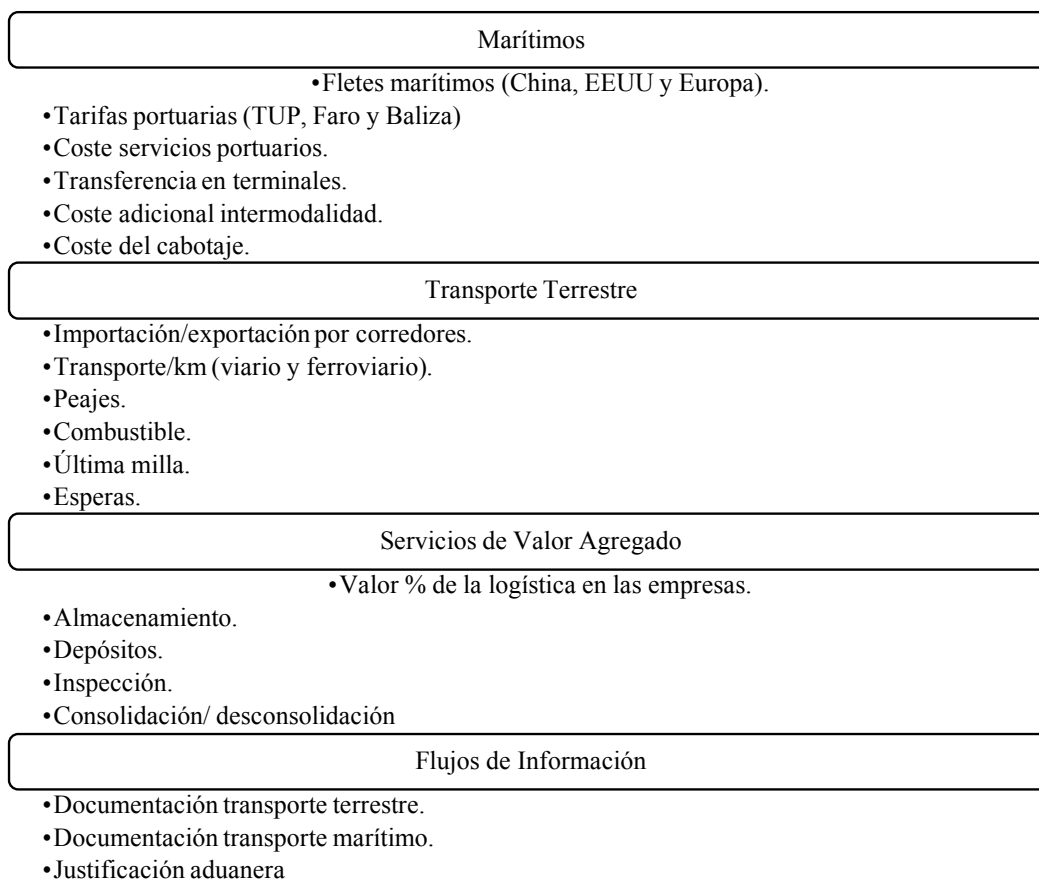 Marítimos
•Fletes marítimos (China, EEUU y Europa).
•Tarifas portuarias (TUP, Faro y Baliza)
•Coste servicios portuarios.
•Transferencia en terminales.
•Coste adicional intermodalidad.
•Coste del cabotaje.
Transporte Terrestre
•Importación/exportación por corredores.
•Transporte/km (viario y ferroviario).
•Peajes.
•Combustible.
•Última milla.
•Esperas.
Servicios de Valor Agregado
•Valor % de la logística en las empresas.
•Almacenamiento.
•Depósitos.
•Inspección.
•Consolidación/ desconsolidación
Flujos de Información
•Documentación transporte terrestre.
•Documentación transporte marítimo.
•Justificación aduanera